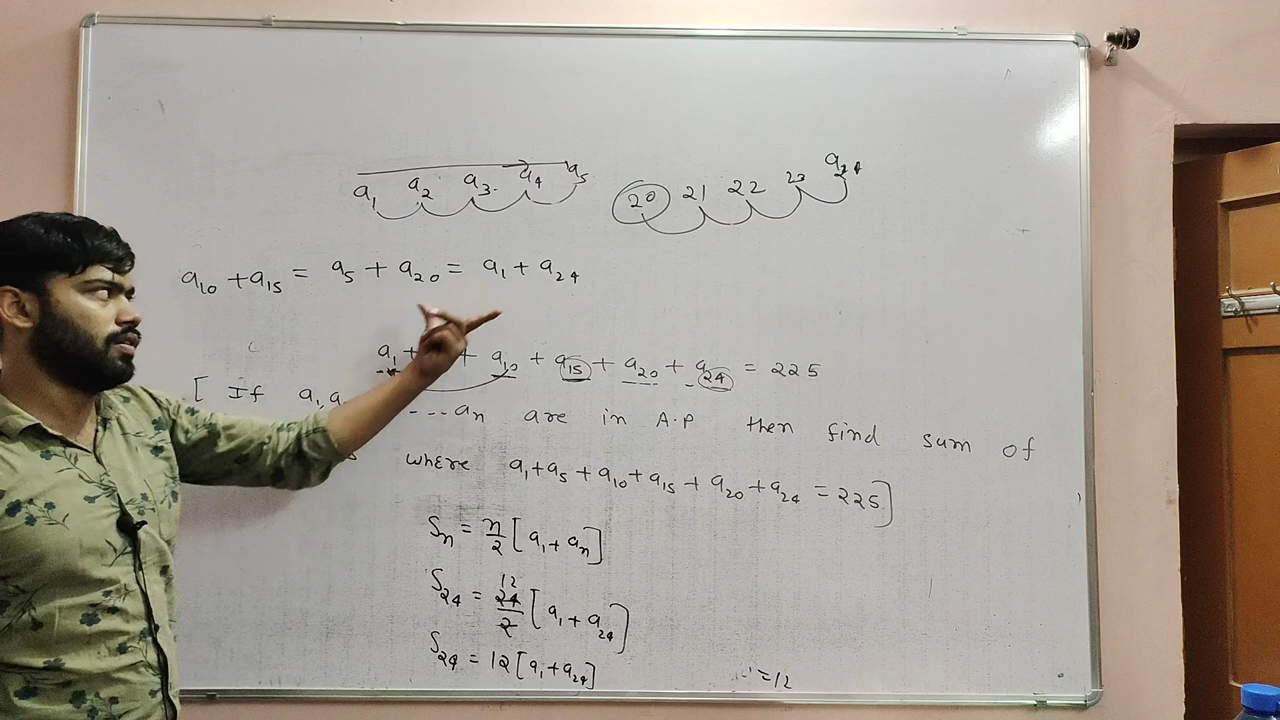 a₁ a₂ a₃ a₄ a₅ 20 21 22 23 a₂₄
a₁₀ + a₁₅ = a₅ + a₂₀ = a₁ + a₂₄
a₁ + + a₁₀ + a₁₅ + a₂₀ + a₂₄ = 225
[ If a₁ a ---aₙ are in A.P then find sum of
where a₁+a₅+a₁₀+a₁₅+a₂₀+a₂₄ = 225]
Sₙ = n/2 [a₁+aₙ]
12
S₂₄ = 24/2 [a₁+a₂₄]
S₂₄ = 12[a₁+a₂₄]
=12